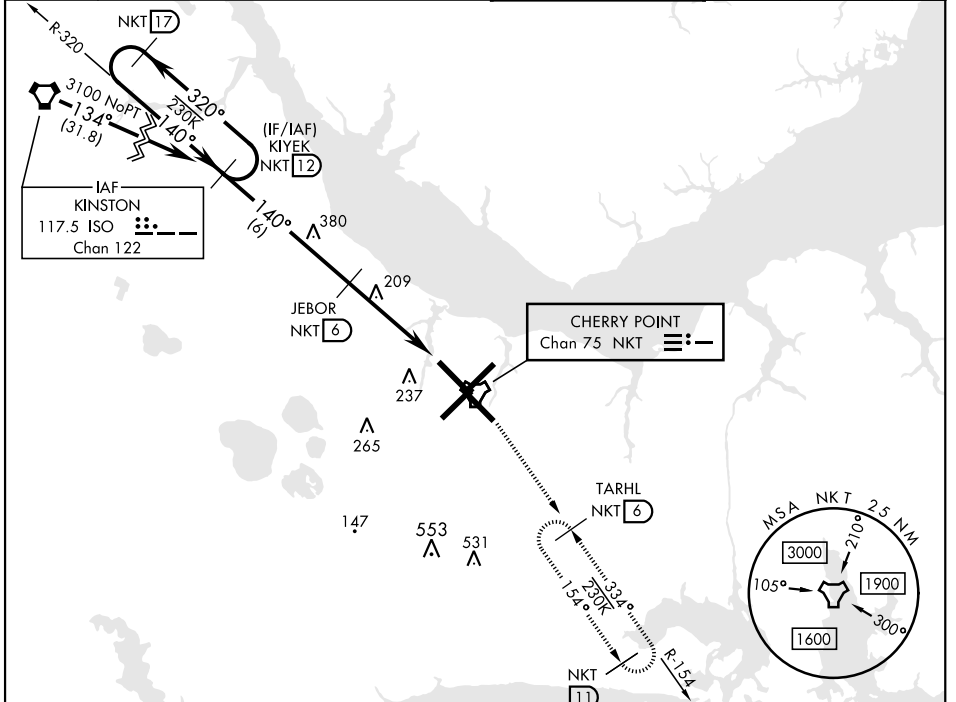 NKT 17
R-320
3100 NoPT
134°
(31.8)
320°
230K
140°
(IF/IAF)
KIYEK
NKT 12
IAF
KINSTON
117.5 ISO
Chan 122
140°
(6)
380
209
JEBOR
NKT 6
CHERRY POINT
Chan 75 NKT
237
265
TARHL
NKT 6
147
553
531
334°
230K
154°
NKT
11
R-154
MSA NKT 25 NM
3000
210°
105°
1900
300°
1600